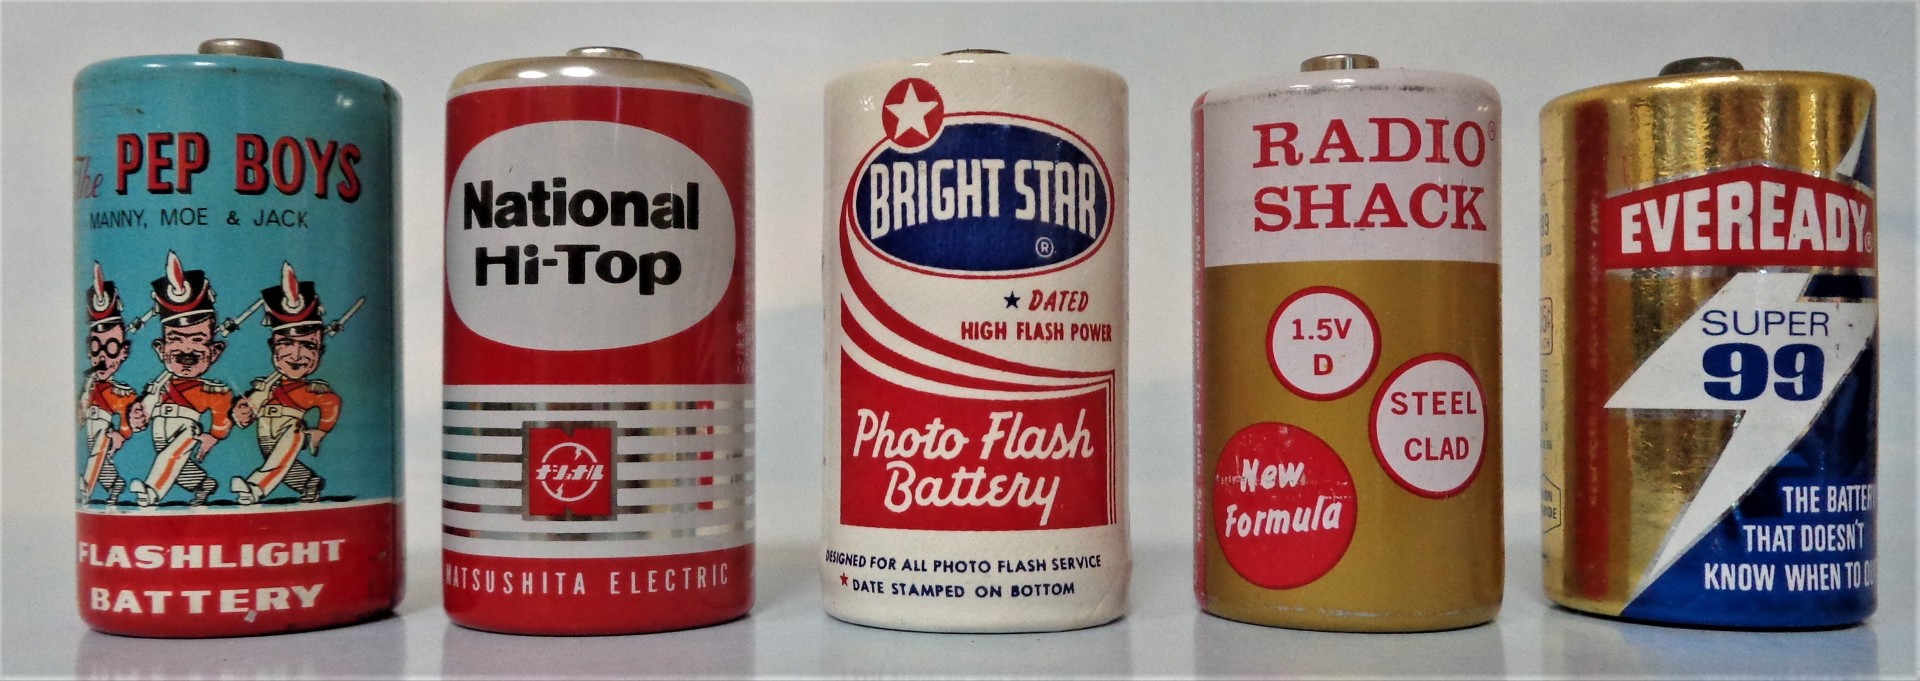 The PEP BOYS
MANNY, MOE & JACK
P
P
P
FLASHLIGHT
BATTERY
National
Hi-Top
ナショナル
MATSUSHITA ELECTRIC
BRIGHT STAR
®
★ DATED
HIGH FLASH POWER
Photo Flash
Battery
DESIGNED FOR ALL PHOTO FLASH SERVICE
★ DATE STAMPED ON BOTTOM
RADIO®
SHACK
1.5V
D
STEEL
CLAD
New
Formula
EVEREADY®
SUPER
99
THE BATTERY
THAT DOESN'T
KNOW WHEN TO